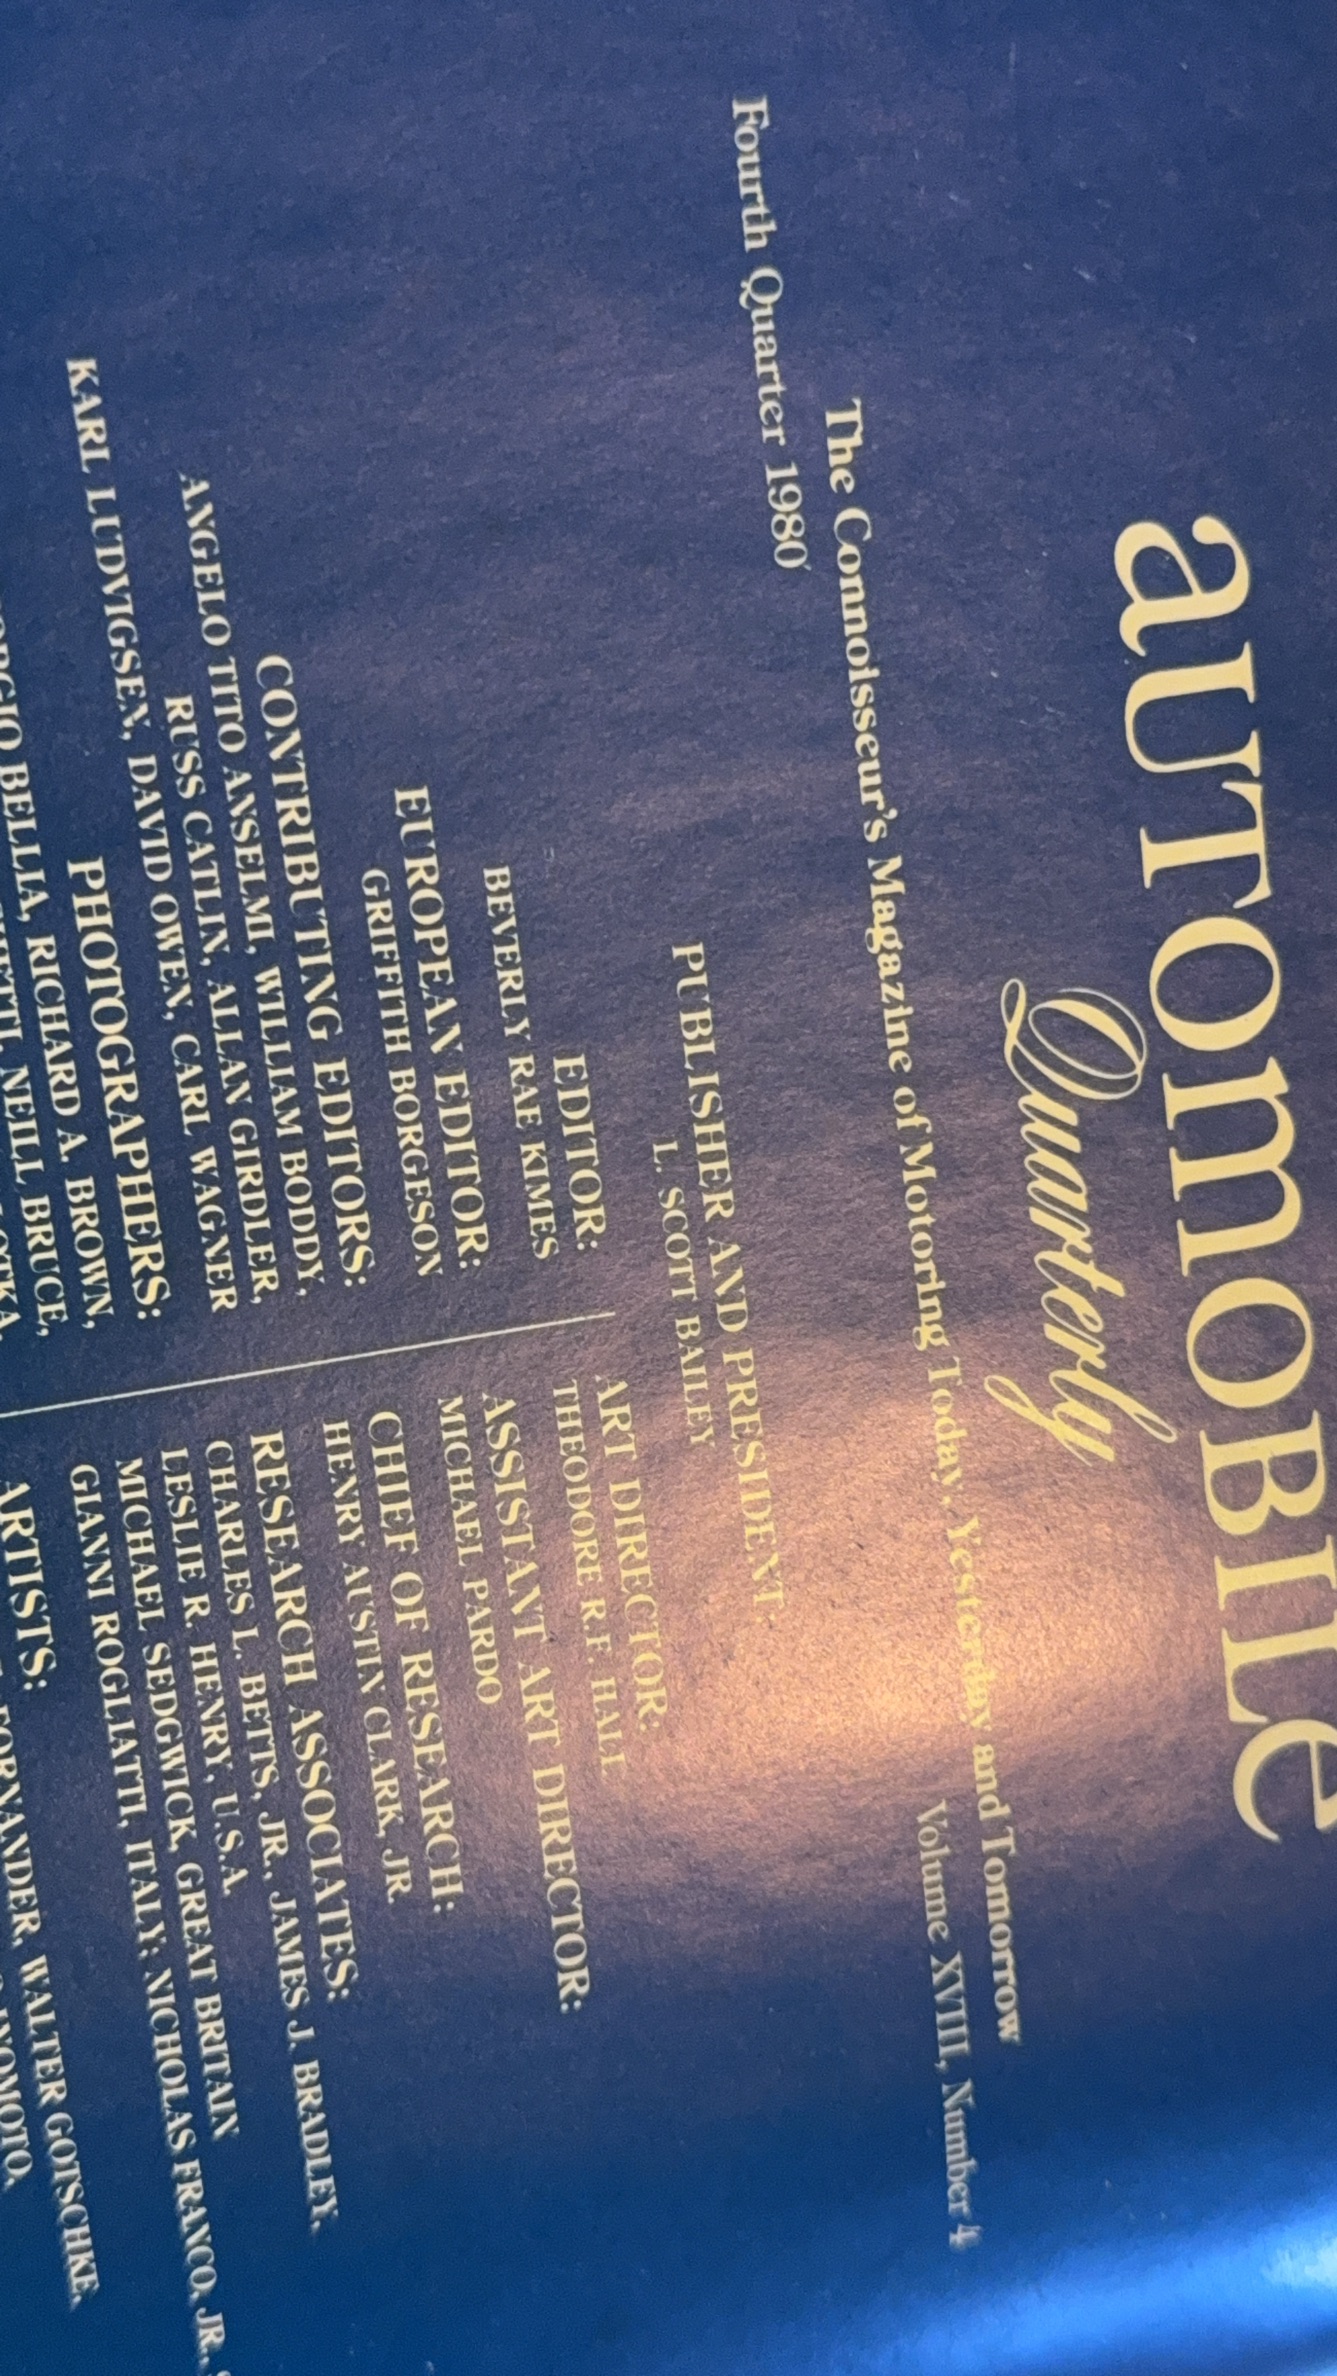 aUTOmOBILe
Quarterly
The Connoisseur's Magazine of Motoring Today, Yesterday and Tomorrow
Fourth Quarter 1980
Volume XVIII, Number 4
PUBLISHER AND PRESIDENT:
L. SCOTT BAILEY
EDITOR:
BEVERLY RAE KIMES
EUROPEAN EDITOR:
GRIFFITH BORGESON
CONTRIBUTING EDITORS:
ANGELO TITO ANSELMI, WILLIAM BODDY,
RUSS CATLIN, ALLAN GIRDLER,
KARL LUDVIGSEN, DAVID OWEN, CARL WAGNER
PHOTOGRAPHERS:
BELLIA, RICHARD A. BROWN,
NEILL BRUCE,
ART DIRECTOR:
THEODORE R.F. HALL
ASSISTANT ART DIRECTOR:
MICHAEL PARDO
CHIEF OF RESEARCH:
HENRY AUSTIN CLARK, JR.
RESEARCH ASSOCIATES:
CHARLES L. BETTS, JR., JAMES J. BRADLEY,
LESLIE R. HENRY, U.S.A.
MICHAEL SEDGWICK, GREAT BRITAIN
GIANNI ROGLIATTI, ITALY; NICHOLAS FRANCO, JR.,
ARTISTS:
FORNANDER, WALTER GOTSCHKE,